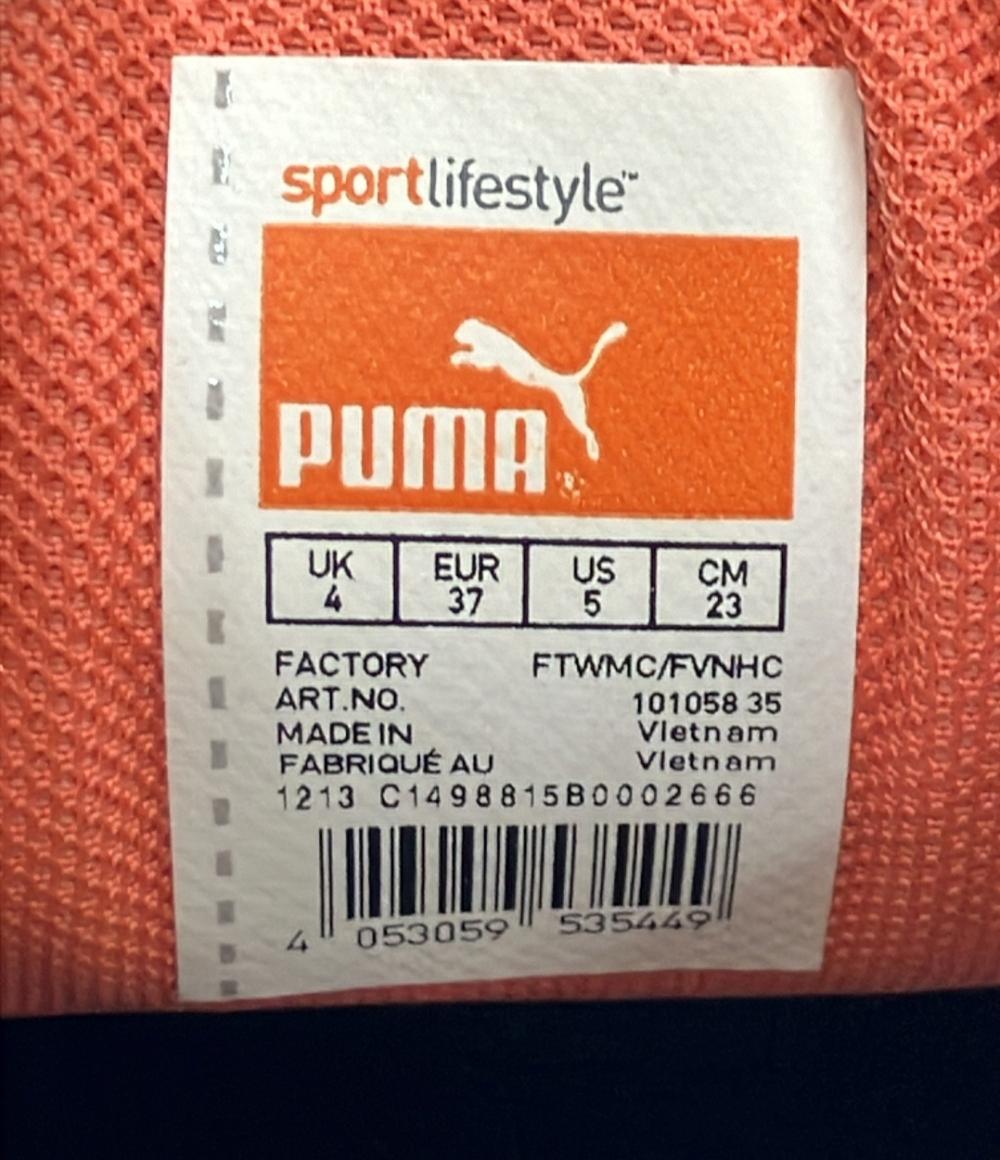 sportlifestyle™
PUMA
UK EUR US CM
4 37 5 23
FACTORY FTWMC/FVNHC
ART.NO. 101058 35
MADE IN Vietnam
FABRIQUÉ AU Vietnam
1213 C1498815B0002666
4 053059 535449